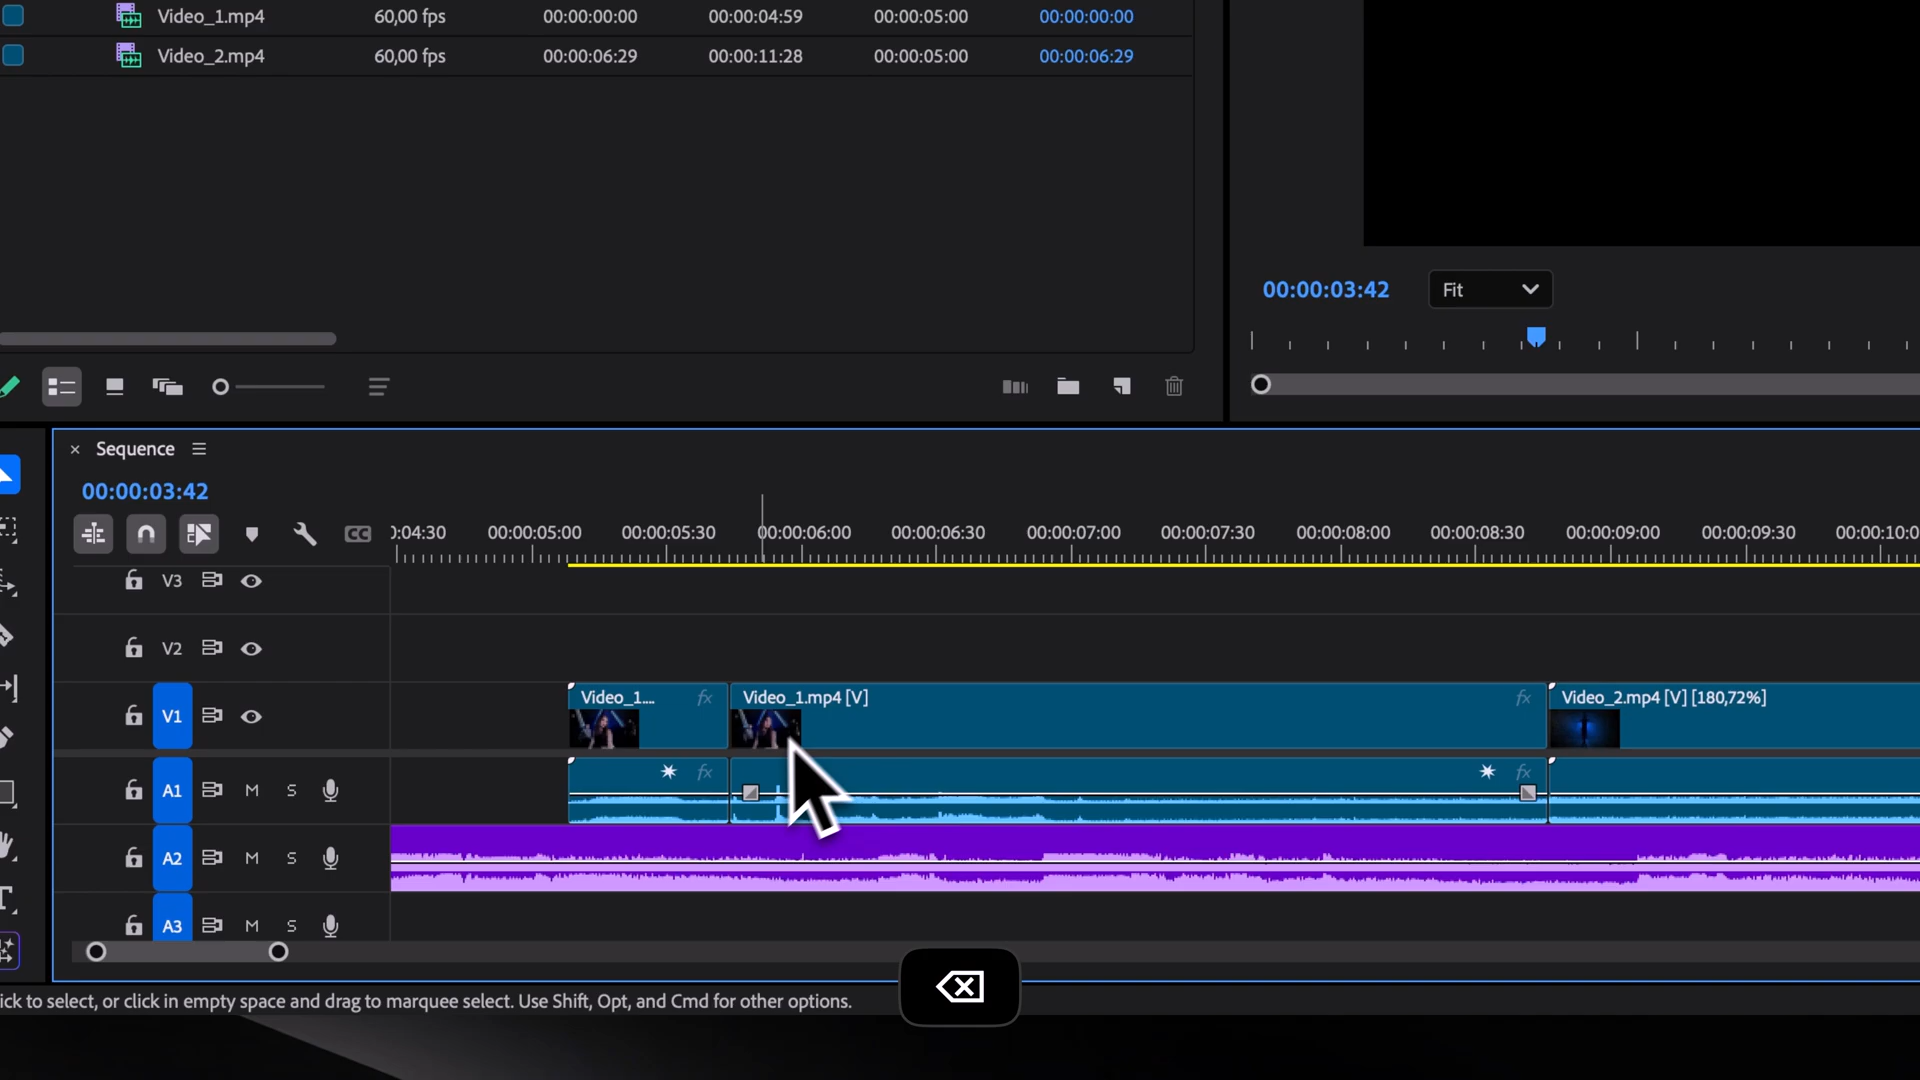 Video_1.mp4 60,00 fps 00:00:00:00 00:00:04:59 00:00:05:00 00:00:00:00
Video_2.mp4 60,00 fps 00:00:06:29 00:00:11:28 00:00:05:00 00:00:06:29
00:00:03:42 Fit
Sequence
00:00:03:42
CC
0:04:30 00:00:05:00 00:00:05:30 00:00:06:00 00:00:06:30 00:00:07:00 00:00:07:30 00:00:08:00 00:00:08:30 00:00:09:00 00:00:09:30 00:00:10:0
V3
V2
V1 Video_1.... fx Video_1.mp4 [V] fx Video_2.mp4 [V] [180,72%]
A1 M S fx fx
A2 M S
A3 M S
ick to select, or click in empty space and drag to marquee select. Use Shift, Opt, and Cmd for other options.